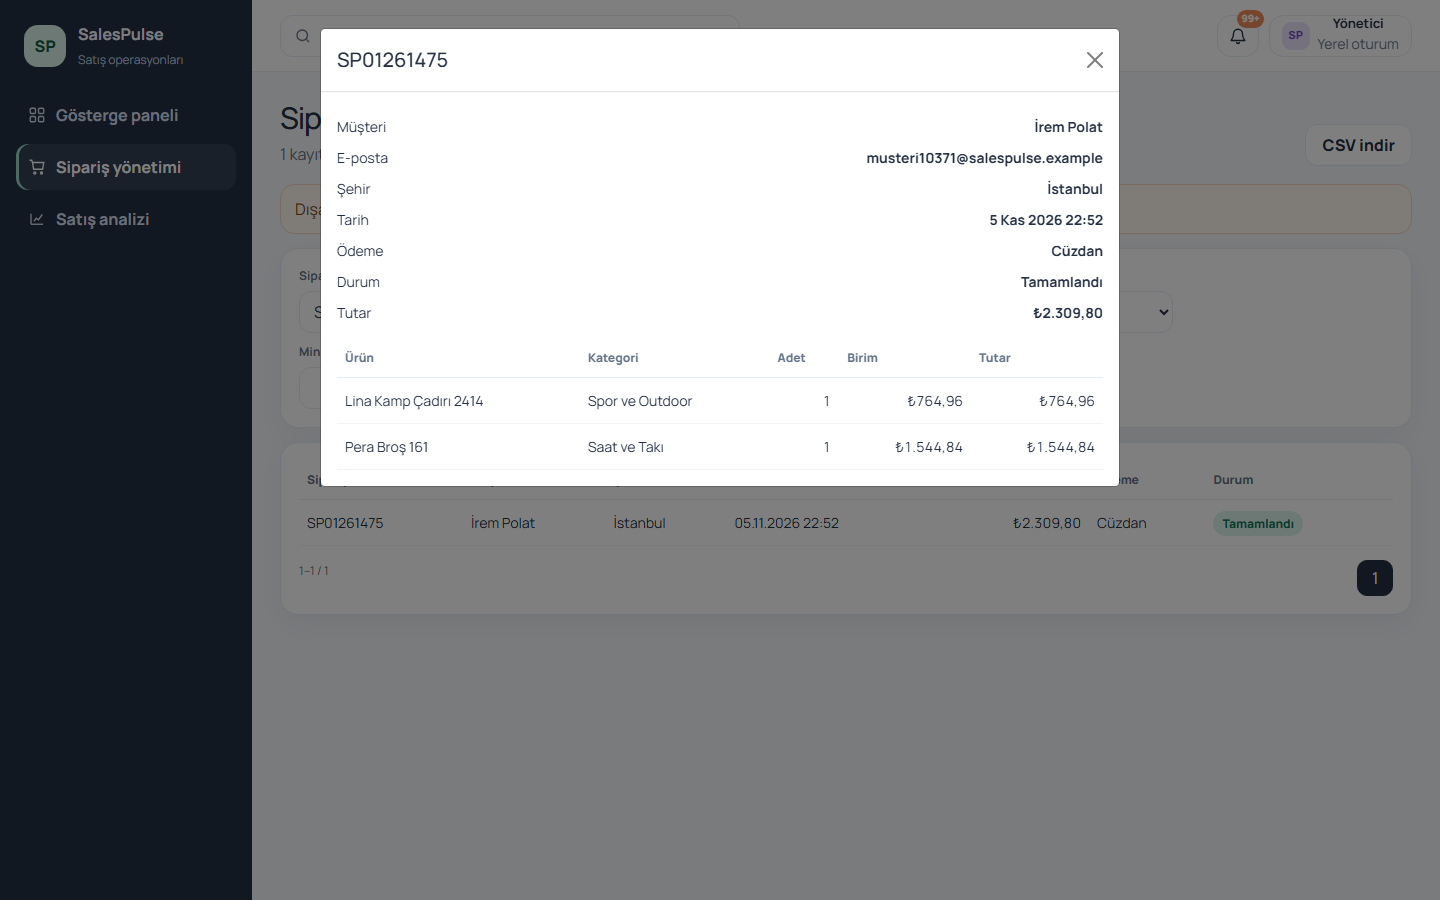 SP
SalesPulse
Satış operasyonları
Gösterge paneli
Sipariş yönetimi
Satış analizi
99+
SP
Yönetici
Yerel oturum
CSV indir
SP01261475
Müşteri İrem Polat
E-posta musteri10371@salespulse.example
Şehir İstanbul
Tarih 5 Kas 2026 22:52
Ödeme Cüzdan
Durum Tamamlandı
Tutar ₺2.309,80
Ürün Kategori Adet Birim Tutar
Lina Kamp Çadırı 2414 Spor ve Outdoor 1 ₺764,96 ₺764,96
Pera Broş 161 Saat ve Takı 1 ₺1.544,84 ₺1.544,84
Durum
SP01261475 İrem Polat İstanbul 05.11.2026 22:52 ₺2.309,80 Cüzdan Tamamlandı
1–1 / 1
1